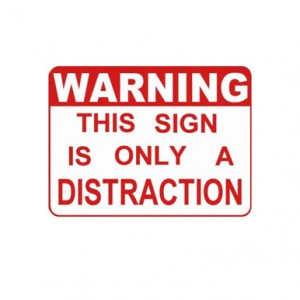 WARNING
THIS SIGN
IS ONLY A
DISTRACTION